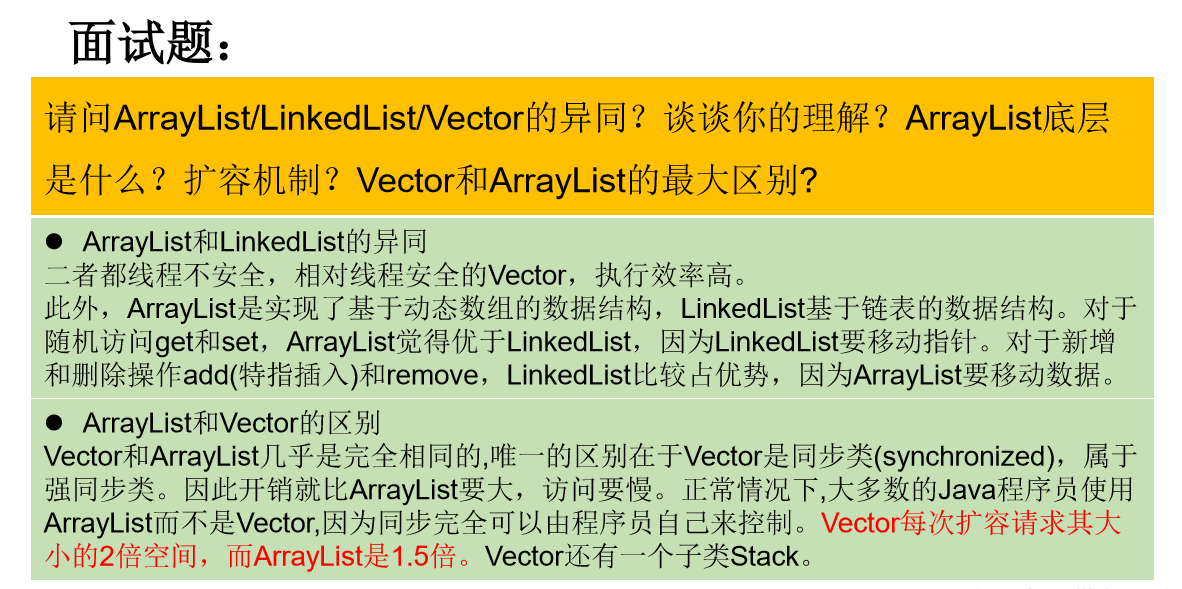 面试题：
请问ArrayList/LinkedList/Vector的异同？谈谈你的理解？ArrayList底层
是什么？扩容机制？Vector和ArrayList的最大区别?
● ArrayList和LinkedList的异同
二者都线程不安全，相对线程安全的Vector，执行效率高。
此外，ArrayList是实现了基于动态数组的数据结构，LinkedList基于链表的数据结构。对于
随机访问get和set，ArrayList觉得优于LinkedList，因为LinkedList要移动指针。对于新增
和删除操作add(特指插入)和remove，LinkedList比较占优势，因为ArrayList要移动数据。
● ArrayList和Vector的区别
Vector和ArrayList几乎是完全相同的,唯一的区别在于Vector是同步类(synchronized)，属于
强同步类。因此开销就比ArrayList要大，访问要慢。正常情况下,大多数的Java程序员使用
ArrayList而不是Vector,因为同步完全可以由程序员自己来控制。Vector每次扩容请求其大
小的2倍空间，而ArrayList是1.5倍。Vector还有一个子类Stack。